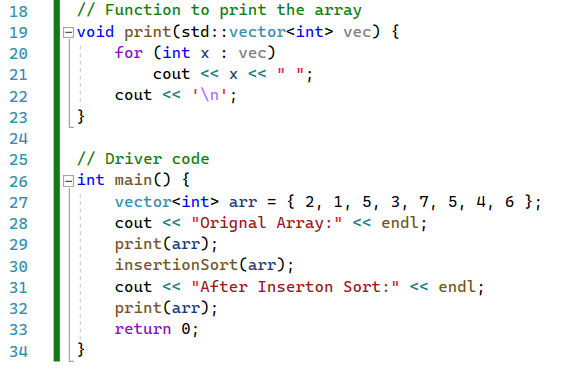 18 // Function to print the array
19 void print(std::vector<int> vec) {
20 for (int x : vec)
21 cout << x << " ";
22 cout << '\n';
23 }
24
25 // Driver code
26 int main() {
27 vector<int> arr = { 2, 1, 5, 3, 7, 5, 4, 6 };
28 cout << "Orignal Array:" << endl;
29 print(arr);
30 insertionSort(arr);
31 cout << "After Inserton Sort:" << endl;
32 print(arr);
33 return 0;
34 }